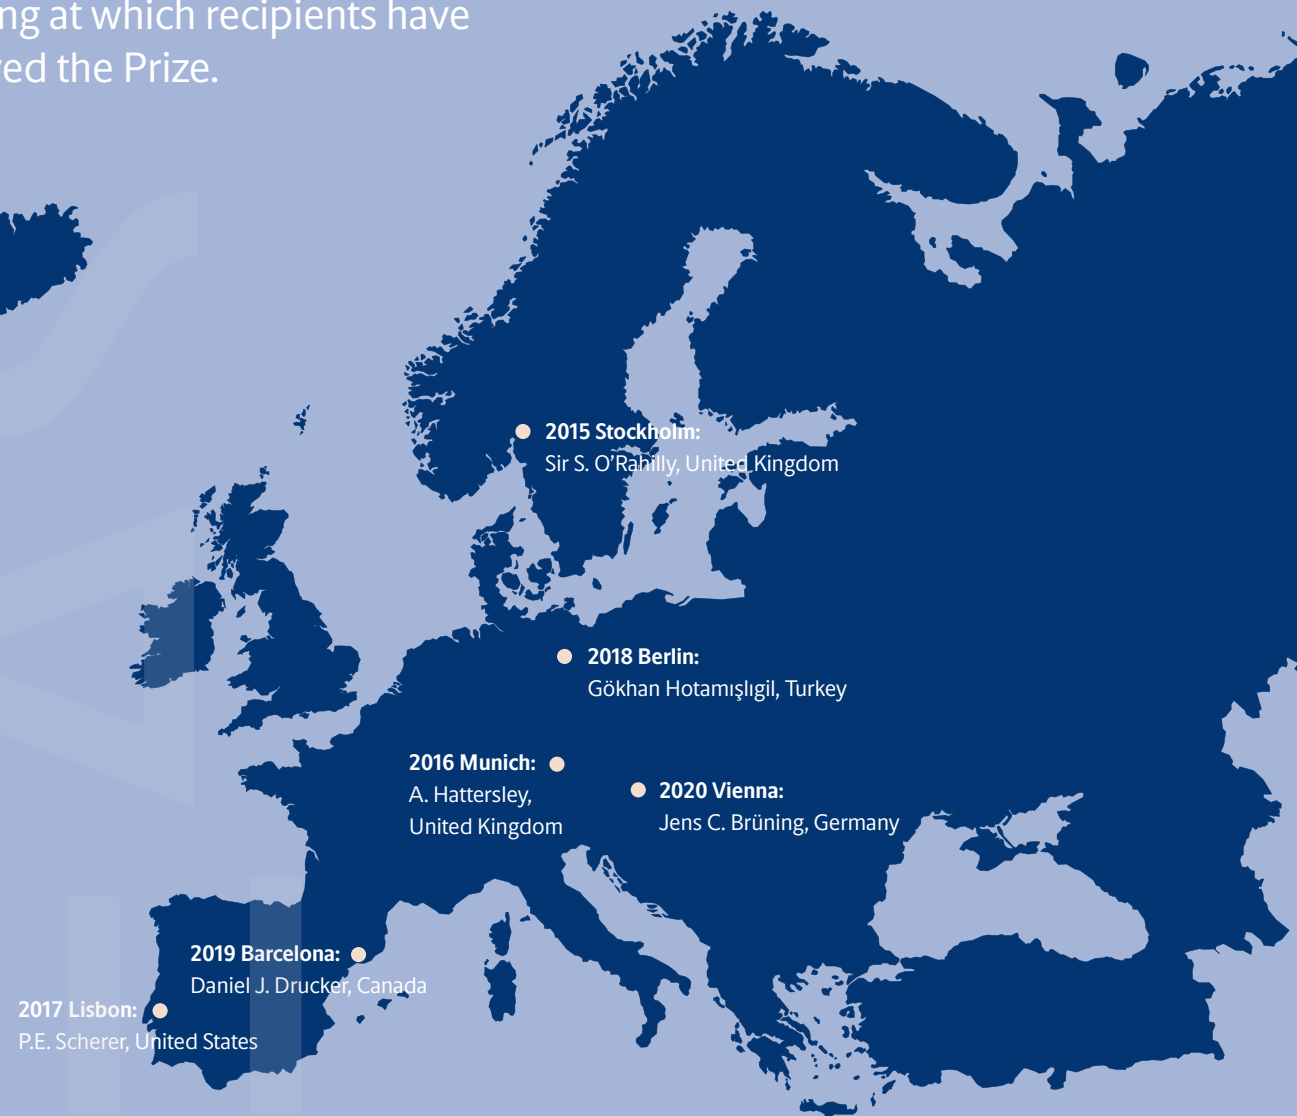 ng at which recipients have
ed the Prize.
2015 Stockholm:
Sir S. O’Rahilly, United Kingdom
2018 Berlin:
Gökhan Hotamışlıgil, Turkey
2016 Munich:
A. Hattersley,
United Kingdom
2020 Vienna:
Jens C. Brüning, Germany
2019 Barcelona:
Daniel J. Drucker, Canada
2017 Lisbon:
P.E. Scherer, United States